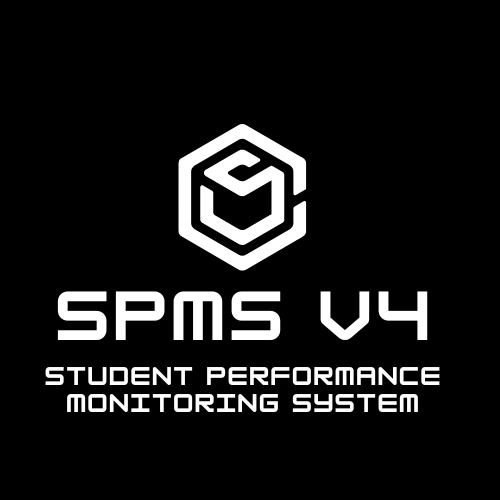 SPMS V4
STUDENT PERFORMANCE
MONITORING SYSTEM